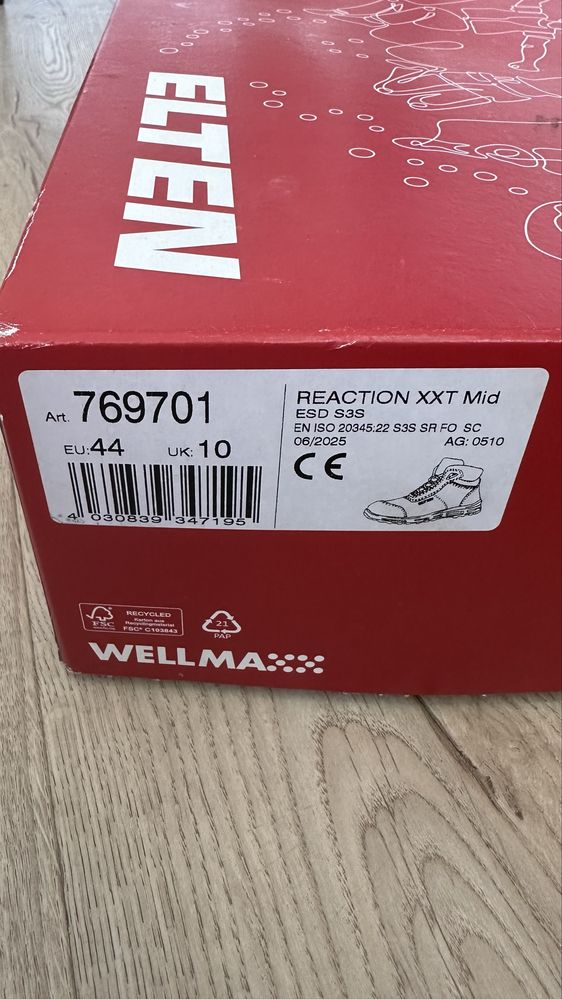 ELTEN
Art. 769701
EU: 44 UK: 10
4 030839 347195
REACTION XXT Mid
ESD S3S
EN ISO 20345:22 S3S SR FO SC
06/2025 AG: 0510
CE
FSC
RECYCLED
Karton aus
Recyclingmaterial
FSC® C193843
21
PAP
WELLMA